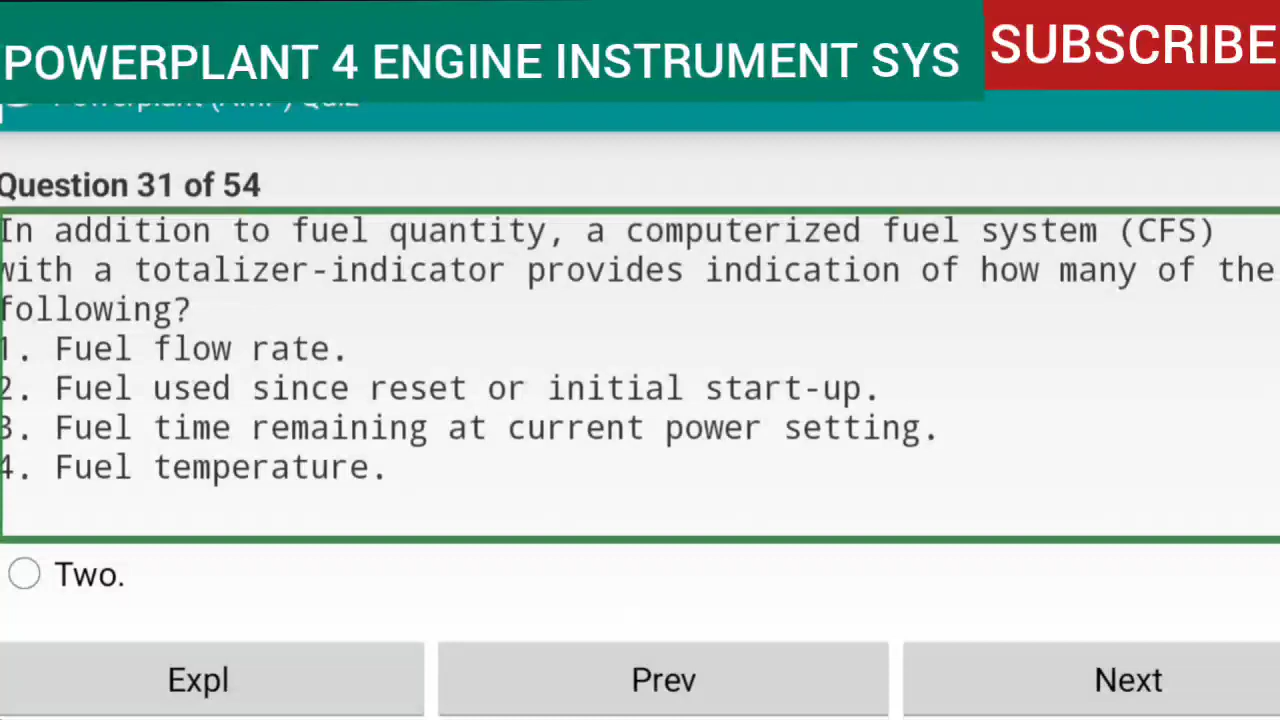 POWERPLANT 4 ENGINE INSTRUMENT SYS
SUBSCRIBE
Question 31 of 54
In addition to fuel quantity, a computerized fuel system (CFS)
with a totalizer-indicator provides indication of how many of the
following?
1. Fuel flow rate.
2. Fuel used since reset or initial start-up.
3. Fuel time remaining at current power setting.
4. Fuel temperature.
Two.
Expl
Prev
Next